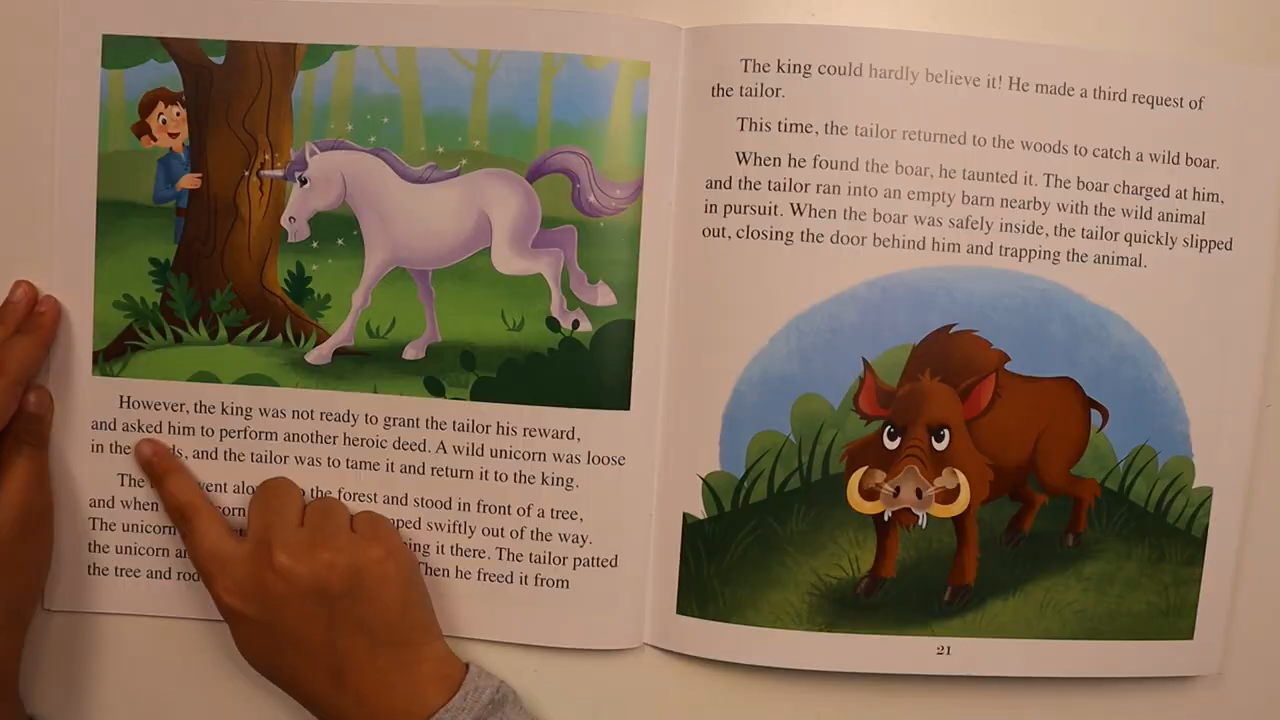 However, the king was not ready to grant the tailor his reward,
and asked him to perform another heroic deed. A wild unicorn was loose
in the ds, and the tailor was to tame it and return it to the king.
The went alo the forest and stood in front of a tree,
and when corn ped swiftly out of the way.
The unicorn ing it there. The tailor patted
the unicorn Then he freed it from
the tree and
The king could hardly believe it! He made a third request of
the tailor.
This time, the tailor returned to the woods to catch a wild boar.
When he found the boar, he taunted it. The boar charged at him,
and the tailor ran into an empty barn nearby with the wild animal
in pursuit. When the boar was safely inside, the tailor quickly slipped
out, closing the door behind him and trapping the animal.
21